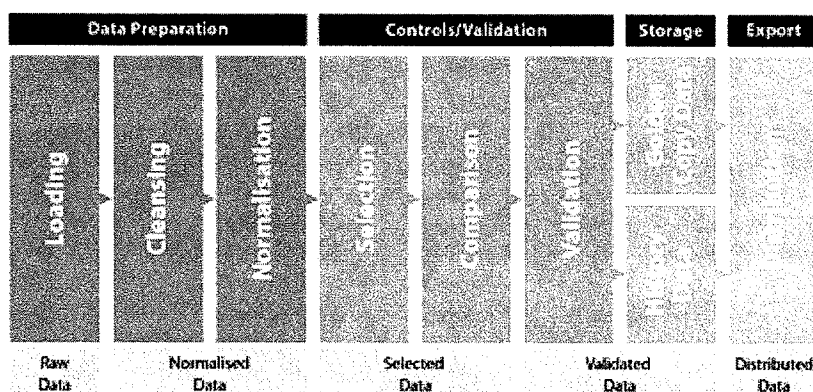 Data Preparation
Controls/Validation
Storage
Export
Loading
Cleansing
Normalisation
Selection
Comparison
Validation
Raw
Data
Normalised
Data
Selected
Data
Validated
Data
Distributed
Data